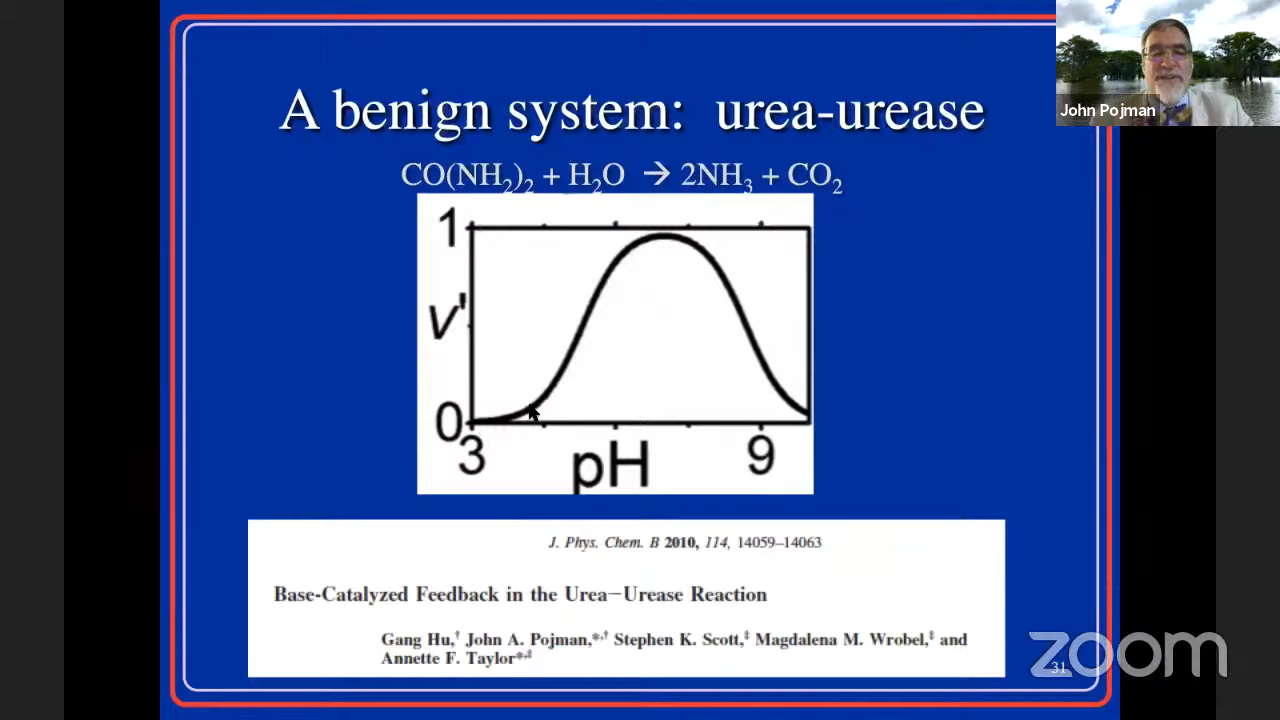 A benign system: urea-urease
CO(NH2)2 + H2O → 2NH3 + CO2
John Pojman
1
v'
0
3
9
pH
J. Phys. Chem. B 2010, 114, 14059–14063
Base-Catalyzed Feedback in the Urea−Urease Reaction
Gang Hu,† John A. Pojman,*,† Stephen K. Scott,‡ Magdalena M. Wrobel,‡ and
Annette F. Taylor*,‡
zoom
31